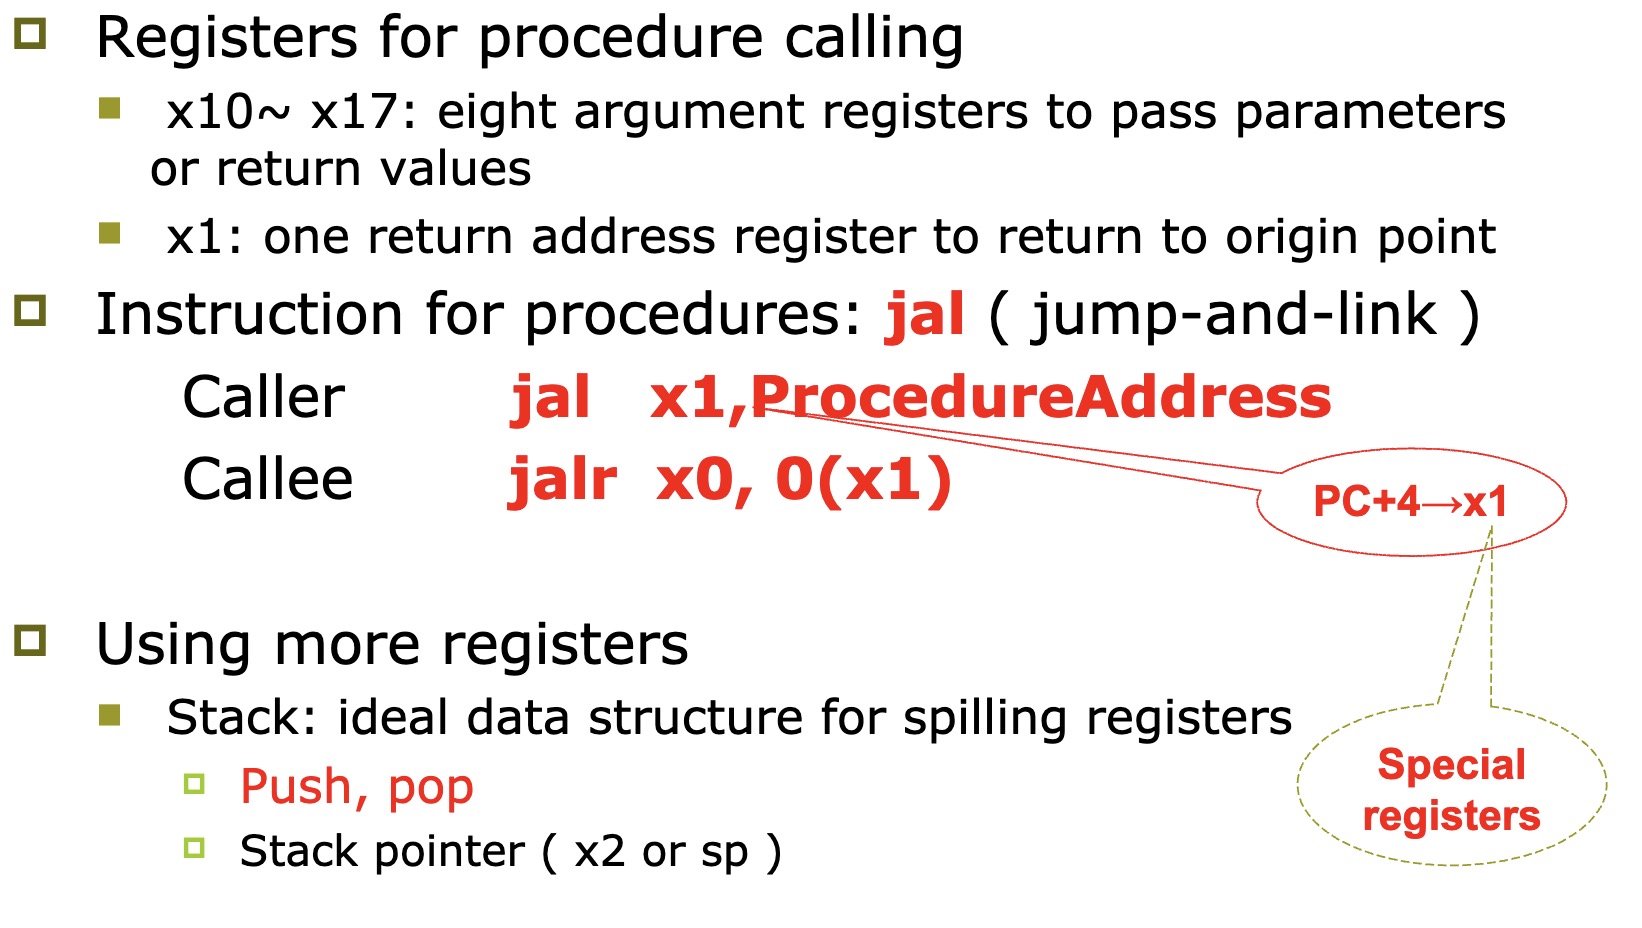 Registers for procedure calling
x10~ x17: eight argument registers to pass parameters
or return values
x1: one return address register to return to origin point
Instruction for procedures: jal ( jump-and-link )
Caller jal x1,ProcedureAddress
Callee jalr x0, 0(x1)
PC+4→x1
Using more registers
Stack: ideal data structure for spilling registers
Push, pop
Stack pointer ( x2 or sp )
Special
registers